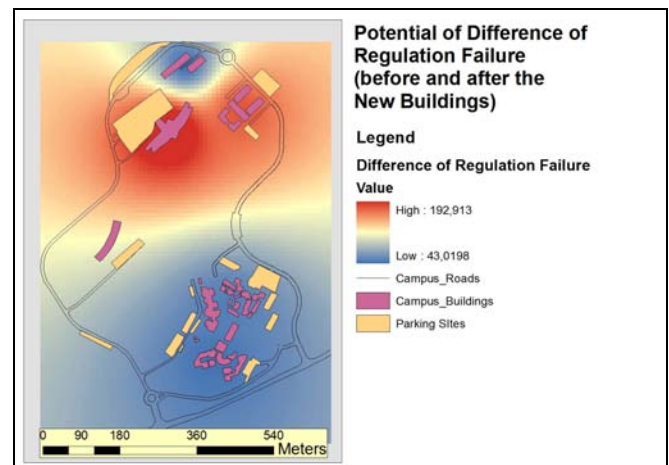 Potential of Difference of
Regulation Failure
(before and after the
New Buildings)
Legend
Difference of Regulation Failure
Value
High : 192,913
Low : 43,0198
Campus_Roads
Campus_Buildings
Parking Sites
0 90 180 360 540
Meters